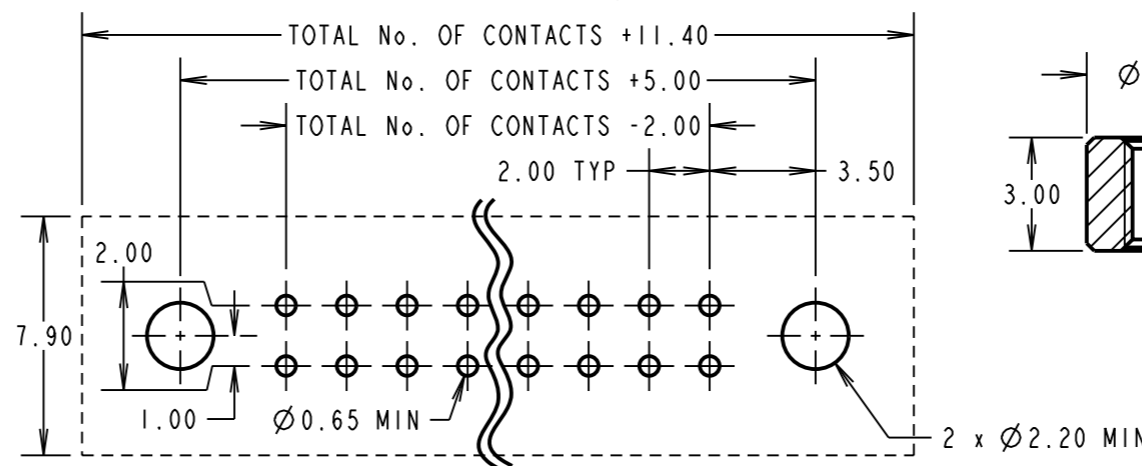 TOTAL No. OF CONTACTS +11.40
TOTAL No. OF CONTACTS +5.00
TOTAL No. OF CONTACTS -2.00
2.00 TYP
3.50
Ø
3.00
2.00
7.90
1.00
Ø0.65 MIN
2 x Ø2.20 MIN